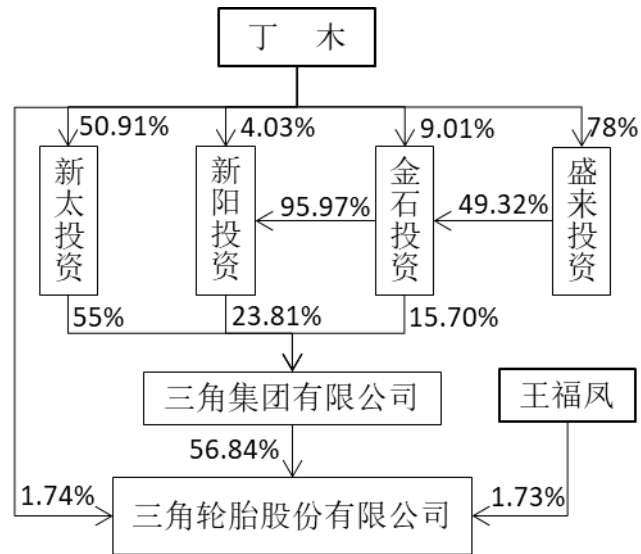 丁 木
50.91%
4.03%
9.01%
78%
新太投资
新阳投资
金石投资
盛来投资
95.97%
49.32%
55%
23.81%
15.70%
三角集团有限公司
王福凤
56.84%
1.74%
三角轮胎股份有限公司
1.73%